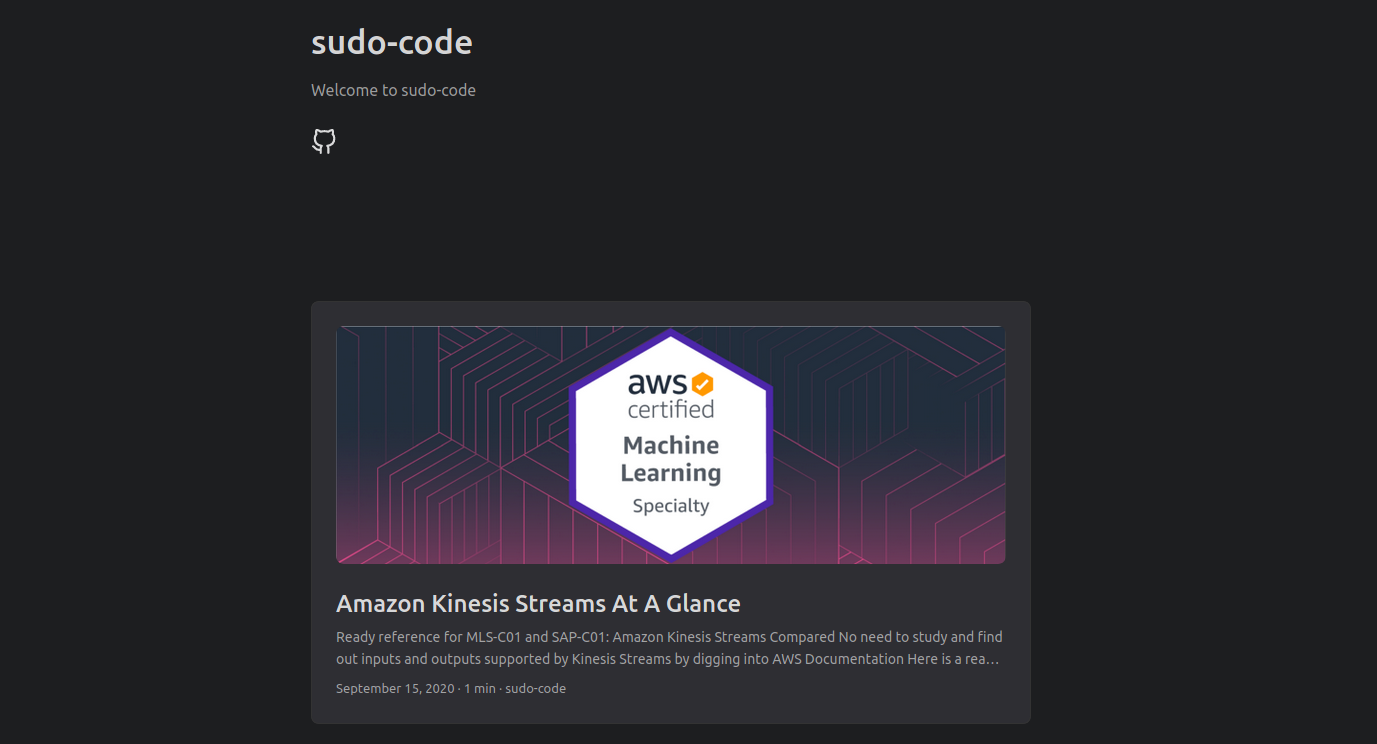 sudo-code
Welcome to sudo-code
aws
certified
Machine
Learning
Specialty
Amazon Kinesis Streams At A Glance
Ready reference for MLS-C01 and SAP-C01: Amazon Kinesis Streams Compared No need to study and find
out inputs and outputs supported by Kinesis Streams by digging into AWS Documentation Here is a rea…
September 15, 2020 · 1 min · sudo-code